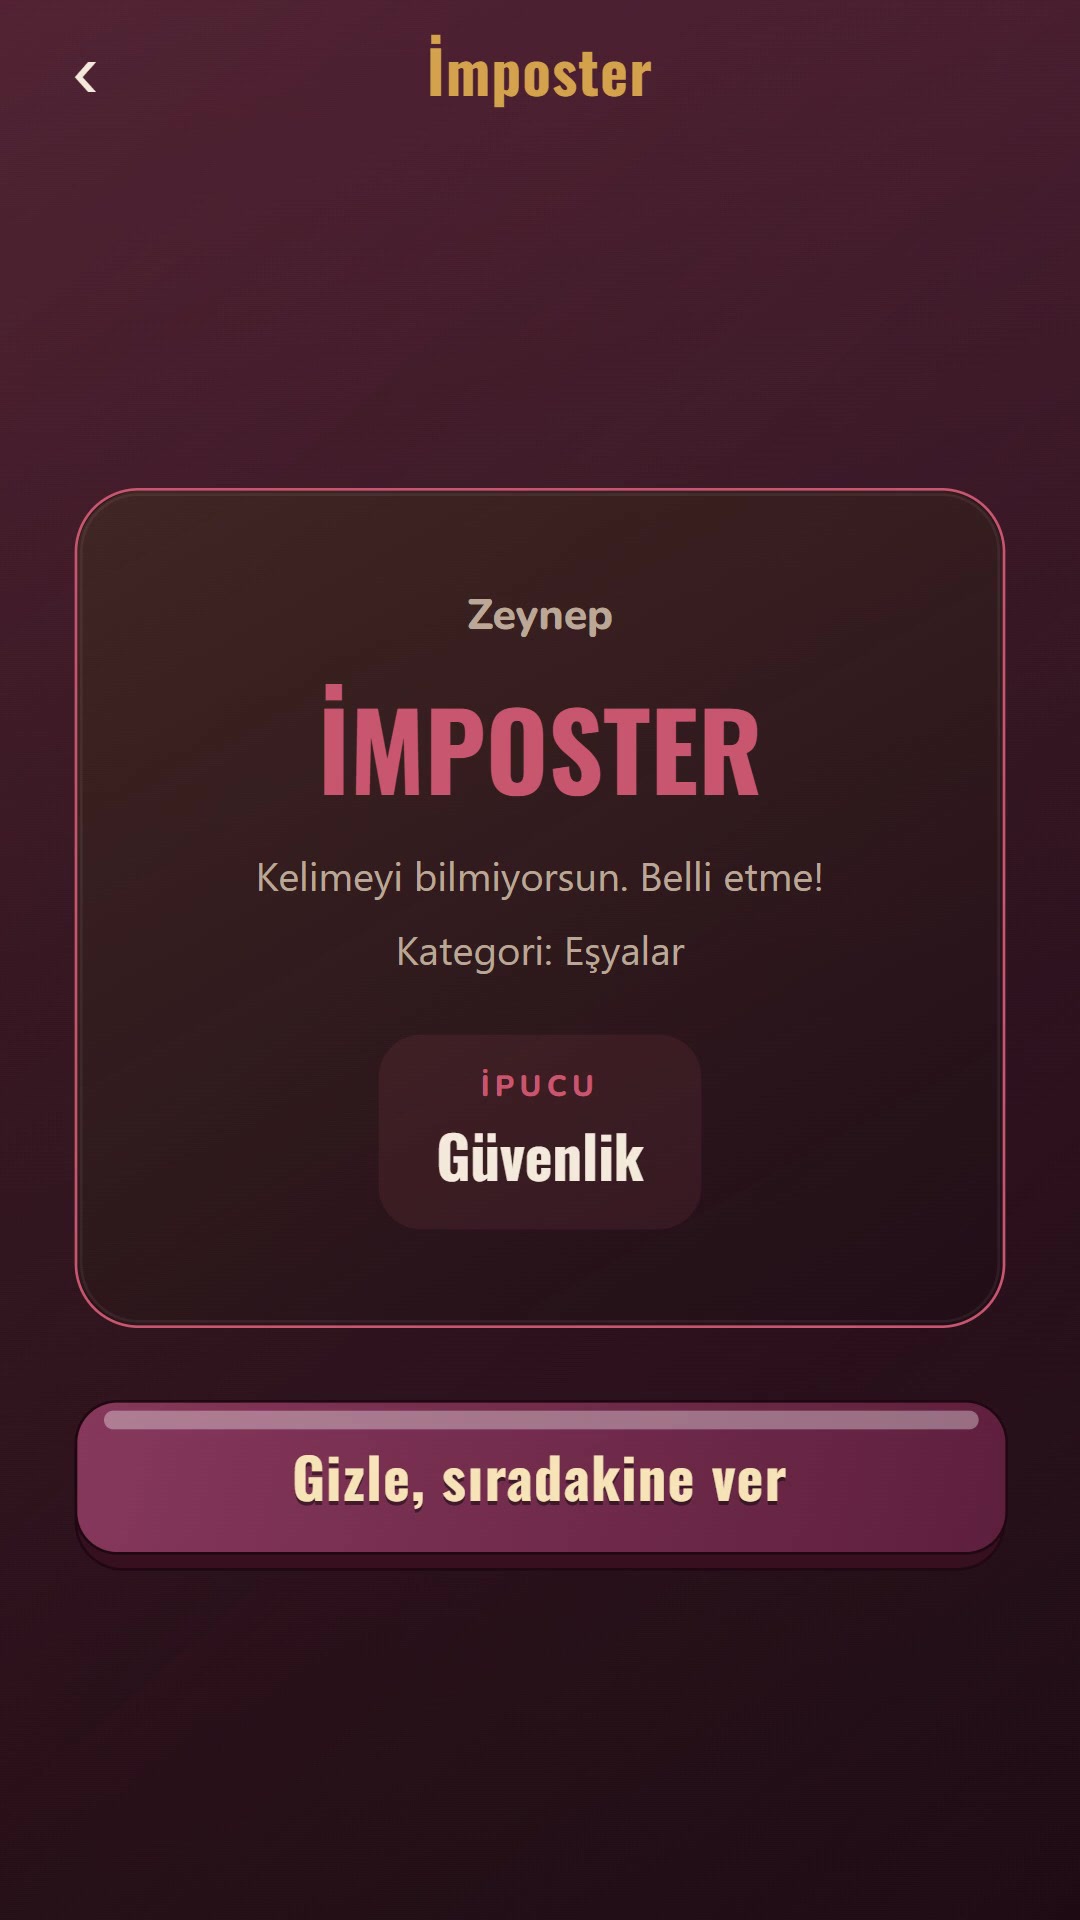 İmposter
Zeynep
İMPOSTER
Kelimeyi bilmiyorsun. Belli etme!
Kategori: Eşyalar
İPUCU
Güvenlik
Gizle, sıradakine ver